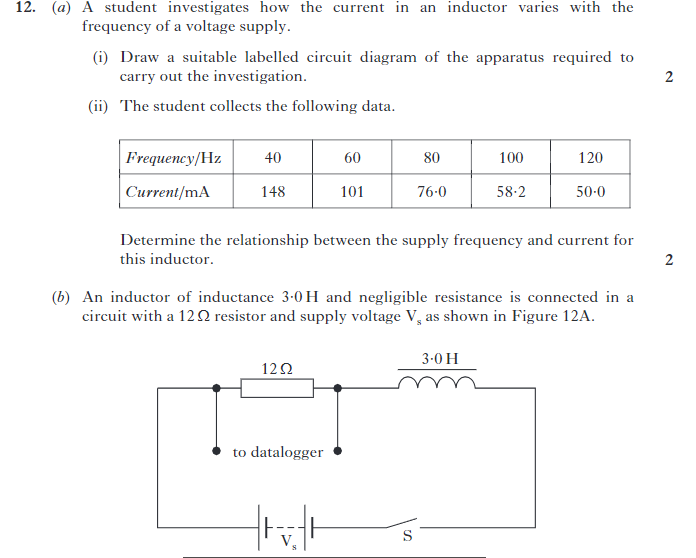 12. (a) A student investigates how the current in an inductor varies with the
frequency of a voltage supply.
(i) Draw a suitable labelled circuit diagram of the apparatus required to
carry out the investigation. 2
(ii) The student collects the following data.
Frequency/Hz 40 60 80 100 120
Current/mA 148 101 76·0 58·2 50·0
Determine the relationship between the supply frequency and current for
this inductor. 2
(b) An inductor of inductance 3·0 H and negligible resistance is connected in a
circuit with a 12 Ω resistor and supply voltage Vs as shown in Figure 12A.
3·0 H
12 Ω
to datalogger
Vs
S